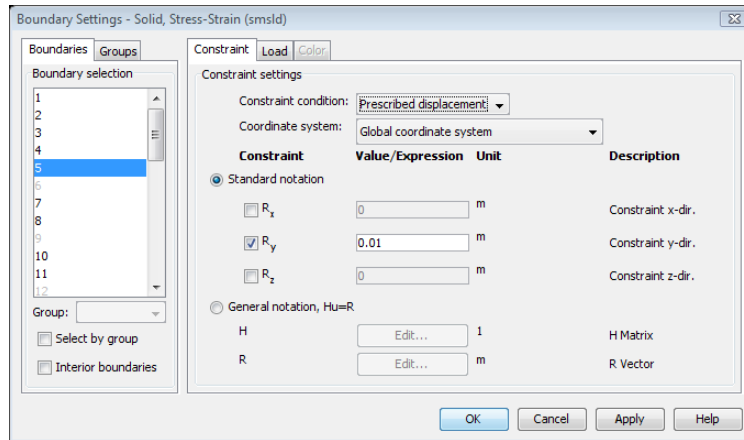 Boundary Settings - Solid, Stress-Strain (smsld)
Boundaries Groups
Boundary selection
1
2
3
4
5
6
7
8
9
10
11
12
Group:
Select by group
Interior boundaries
Constraint Load Color
Constraint settings
Constraint condition: Prescribed displacement
Coordinate system: Global coordinate system
Constraint Value/Expression Unit Description
Standard notation
Rx 0 m Constraint x-dir.
Ry 0.01 m Constraint y-dir.
Rz 0 m Constraint z-dir.
General notation, Hu=R
H Edit... 1 H Matrix
R Edit... m R Vector
OK Cancel Apply Help